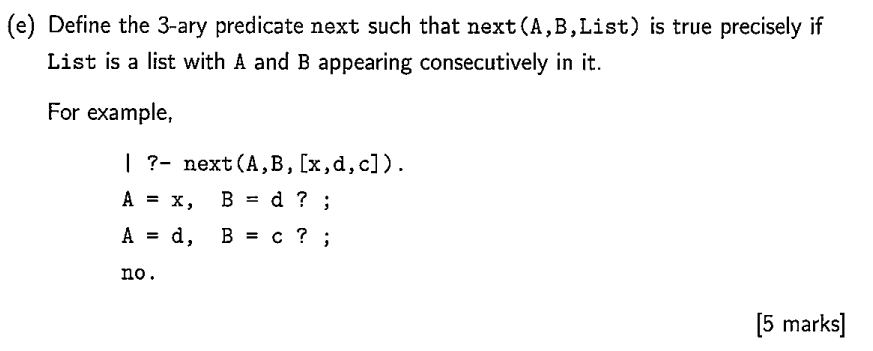 (e) Define the 3-ary predicate next such that next(A,B,List) is true precisely if
List is a list with A and B appearing consecutively in it.
For example,
| ?- next(A,B,[x,d,c]).
A = x, B = d ? ;
A = d, B = c ? ;
no.
[5 marks]